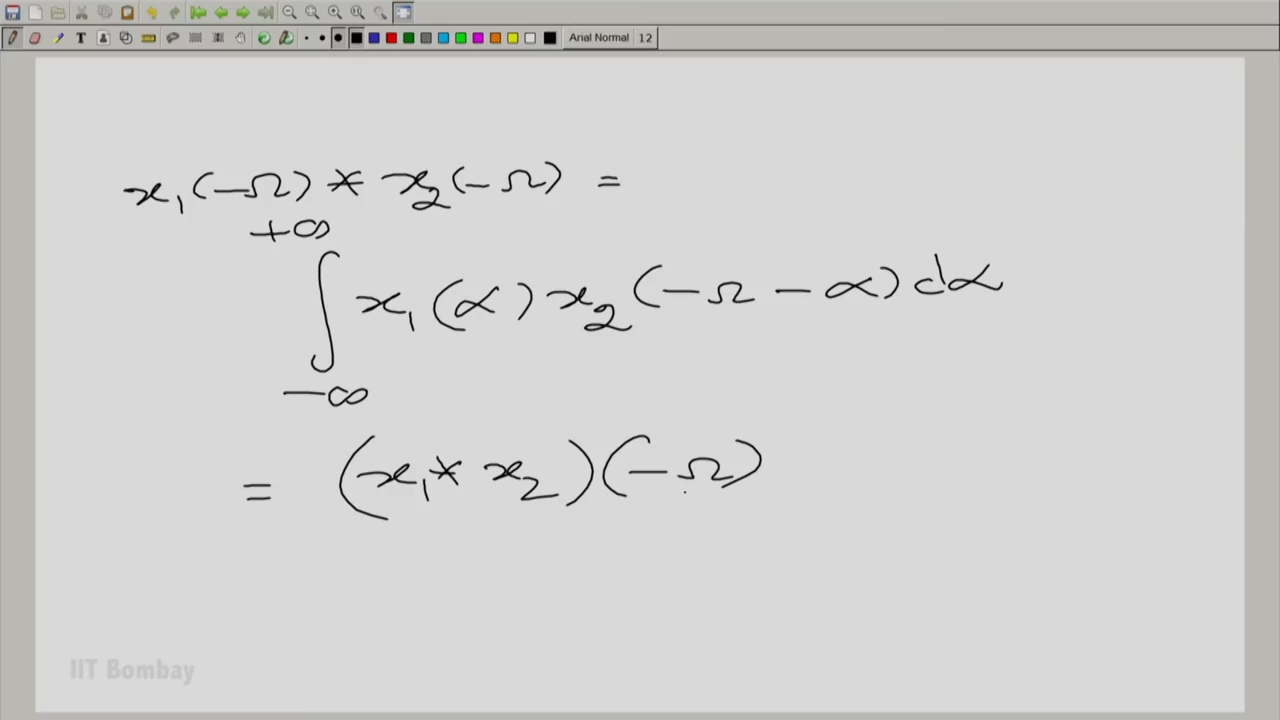 Arial Normal 12
x₁(-Ω) * x₂(-Ω) =
+∞
∫ x₁(α) x₂(-Ω - α) dα
-∞
= (x₁ * x₂)(-Ω)
IIT Bombay